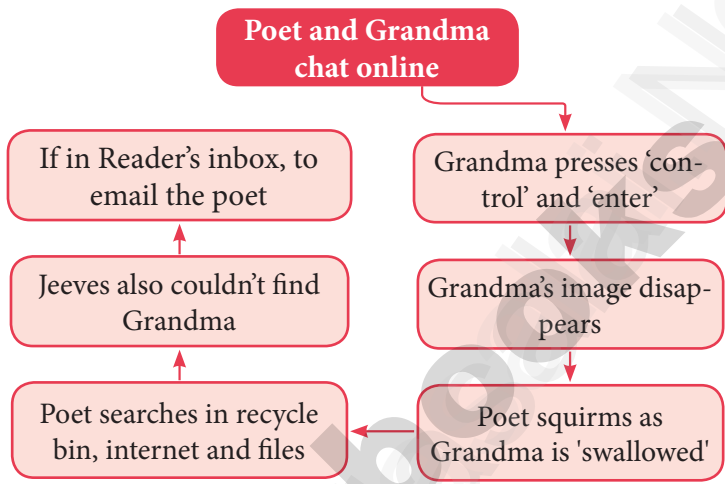 Poet and Grandma
chat online
Grandma presses ‘con-
trol’ and ‘enter’
Grandma’s image disap-
pears
Poet squirms as
Grandma is 'swallowed'
Poet searches in recycle
bin, internet and files
Jeeves also couldn’t find
Grandma
If in Reader’s inbox, to
email the poet
books